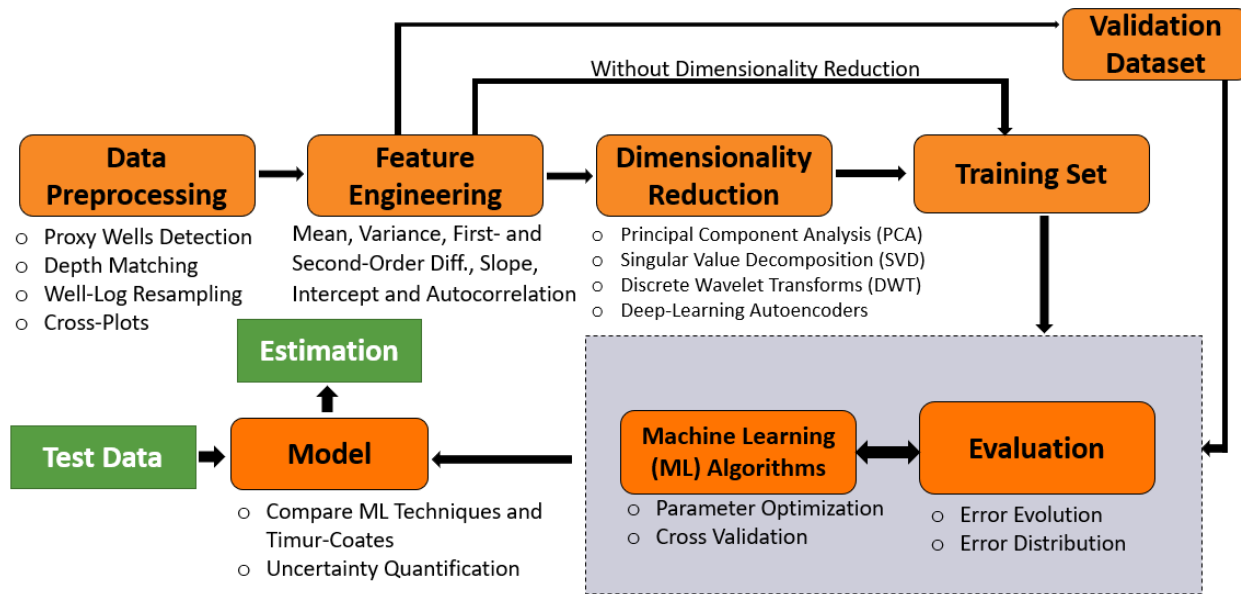 Validation
Dataset
Without Dimensionality Reduction
Data
Preprocessing
Feature
Engineering
Dimensionality
Reduction
Training Set
○ Proxy Wells Detection
○ Depth Matching
○ Well-Log Resampling
○ Cross-Plots
Mean, Variance, First- and
Second-Order Diff., Slope,
Intercept and Autocorrelation
○ Principal Component Analysis (PCA)
○ Singular Value Decomposition (SVD)
○ Discrete Wavelet Transforms (DWT)
○ Deep-Learning Autoencoders
Estimation
Test Data
Model
○ Compare ML Techniques and
Timur-Coates
○ Uncertainty Quantification
Machine Learning
(ML) Algorithms
○ Parameter Optimization
○ Cross Validation
Evaluation
○ Error Evolution
○ Error Distribution